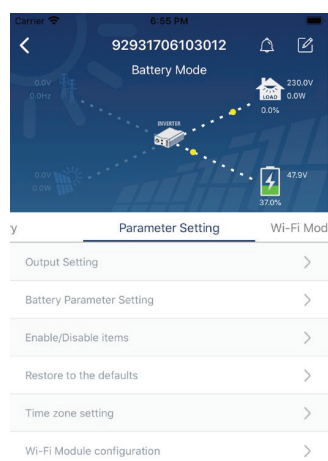 Carrier 6:55 PM
92931706103012
Battery Mode
0.0V
0.0Hz
LOAD
230.0V
0.0W
0.0%
INVERTER
0.0V
0.0W
47.9V
37.0%
y Parameter Setting Wi-Fi Mod
Output Setting
Battery Parameter Setting
Enable/Disable items
Restore to the defaults
Time zone setting
Wi-Fi Module configuration